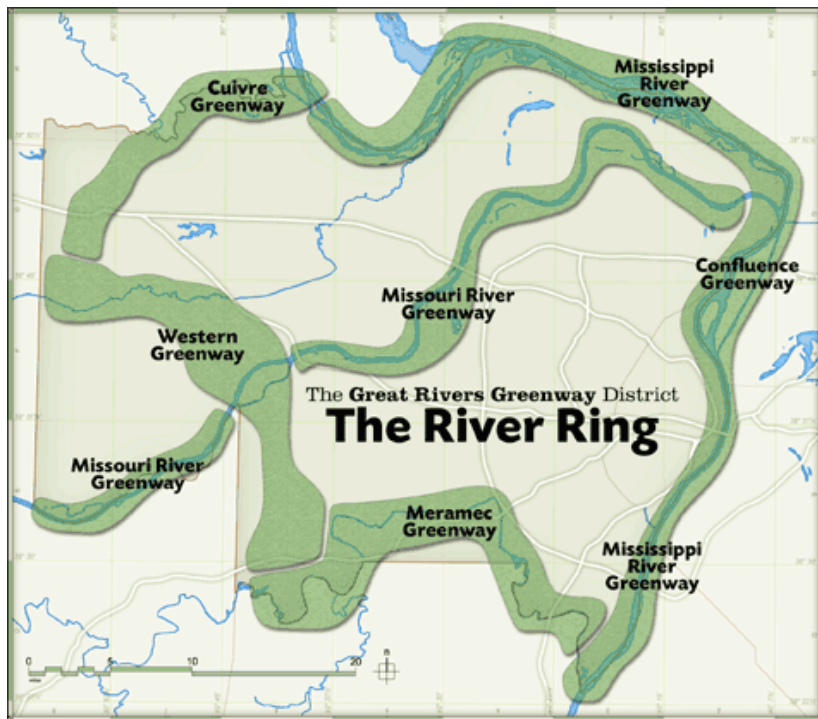 Mississippi
River
Greenway
Cuivre
Greenway
Confluence
Greenway
Missouri River
Greenway
Western
Greenway
The Great Rivers Greenway District
The River Ring
Missouri River
Greenway
Meramec
Greenway
Mississippi
River
Greenway
0 5 10 20
n